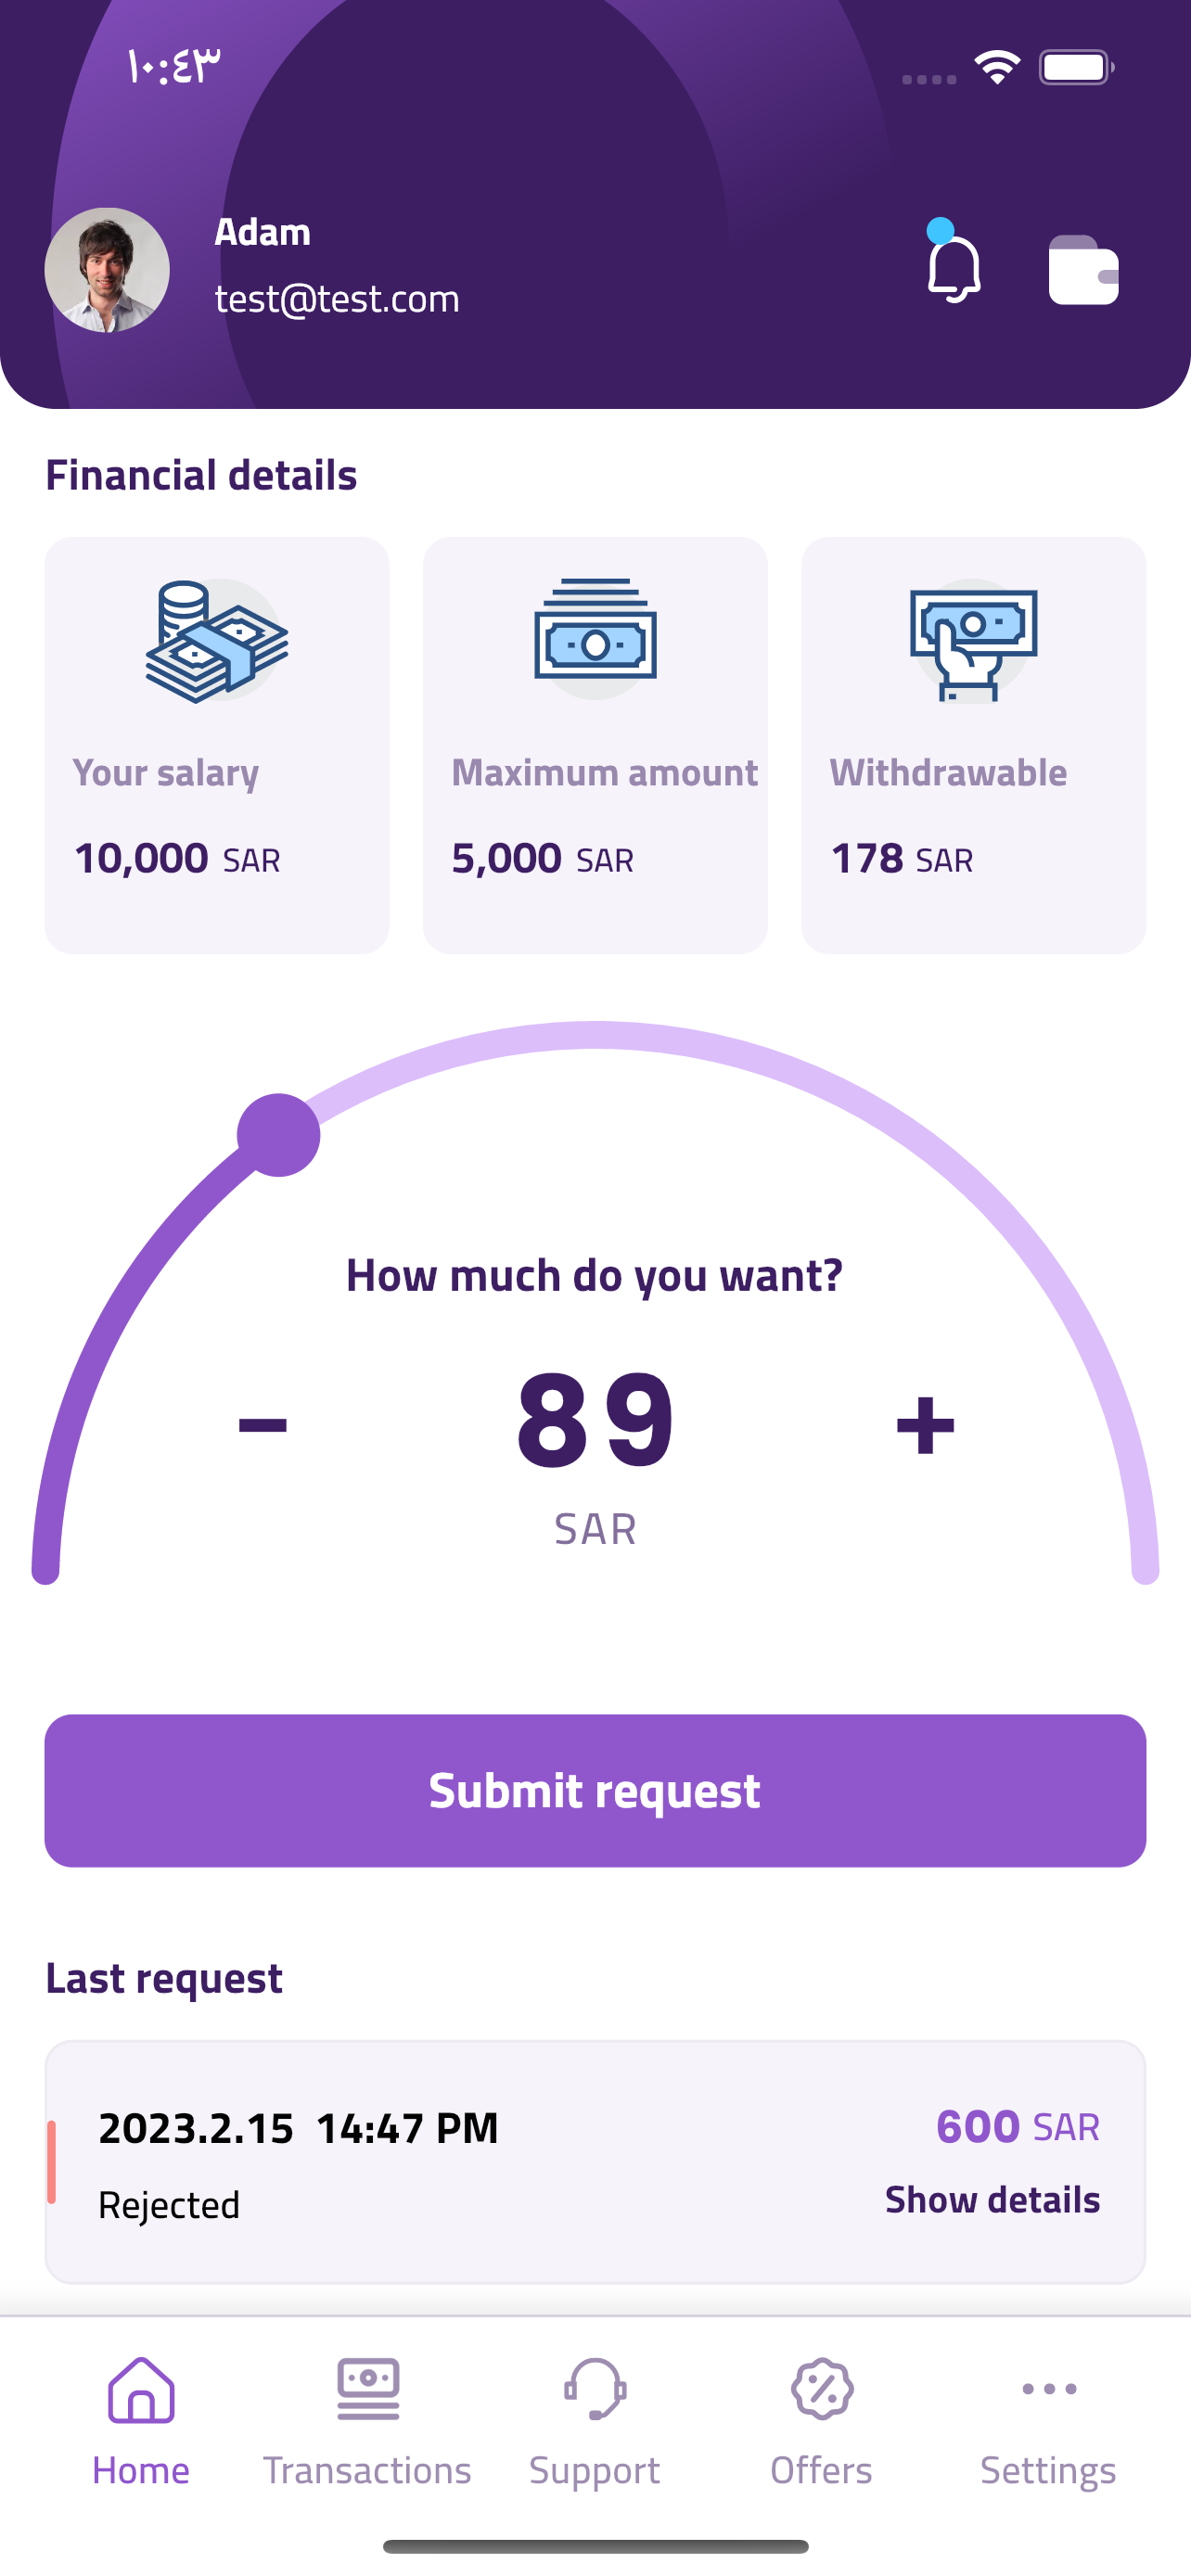 ١٠:٤٣
Adam
test@test.com
Financial details
Your salary
10,000 SAR
Maximum amount
5,000 SAR
Withdrawable
178 SAR
How much do you want?
- 89 +
SAR
Submit request
Last request
2023.2.15 14:47 PM
600 SAR
Rejected
Show details
Home
Transactions
Support
Offers
Settings